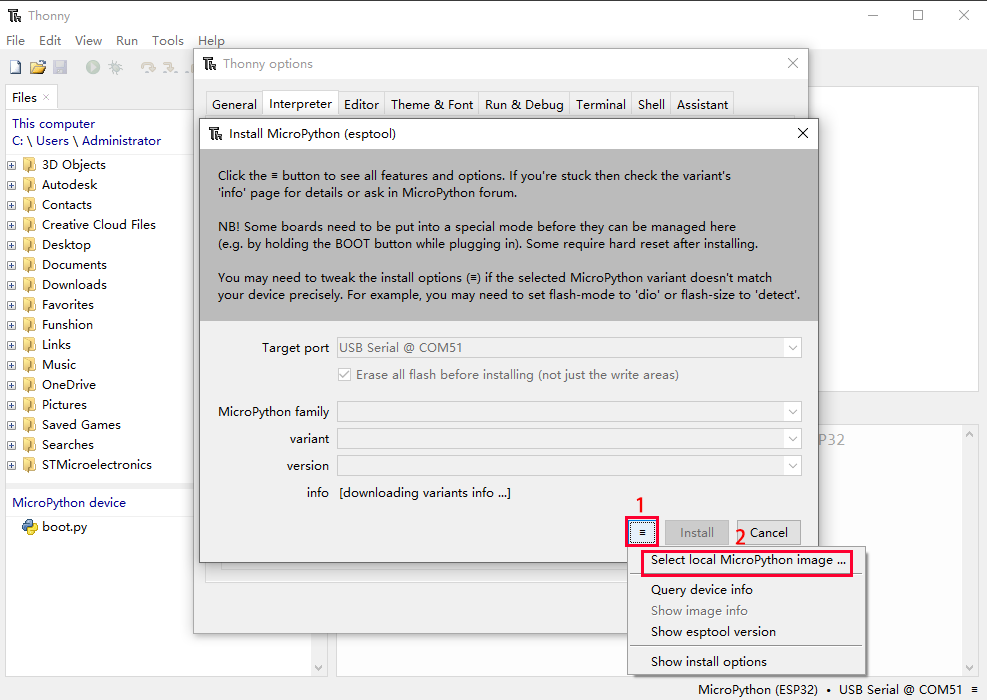 Thonny
File Edit View Run Tools Help
Thonny options
Files
General Interpreter Editor Theme & Font Run & Debug Terminal Shell Assistant
This computer
C: \ Users \ Administrator
3D Objects
Autodesk
Contacts
Creative Cloud Files
Desktop
Documents
Downloads
Favorites
Funshion
Links
Music
OneDrive
Pictures
Saved Games
Searches
STMicroelectronics
MicroPython device
boot.py
Install MicroPython (esptool)
Click the ≡ button to see all features and options. If you're stuck then check the variant's
'info' page for details or ask in MicroPython forum.
NB! Some boards need to be put into a special mode before they can be managed here
(e.g. by holding the BOOT button while plugging in). Some require hard reset after installing.
You may need to tweak the install options (≡) if the selected MicroPython variant doesn't match
your device precisely. For example, you may need to set flash-mode to 'dio' or flash-size to 'detect'.
Target port USB Serial @ COM51
Erase all flash before installing (not just the write areas)
MicroPython family
variant
version
info [downloading variants info ...]
P32
1
≡ Install 2 Cancel
Select local MicroPython image ...
Query device info
Show image info
Show esptool version
Show install options
MicroPython (ESP32) • USB Serial @ COM51 ≡